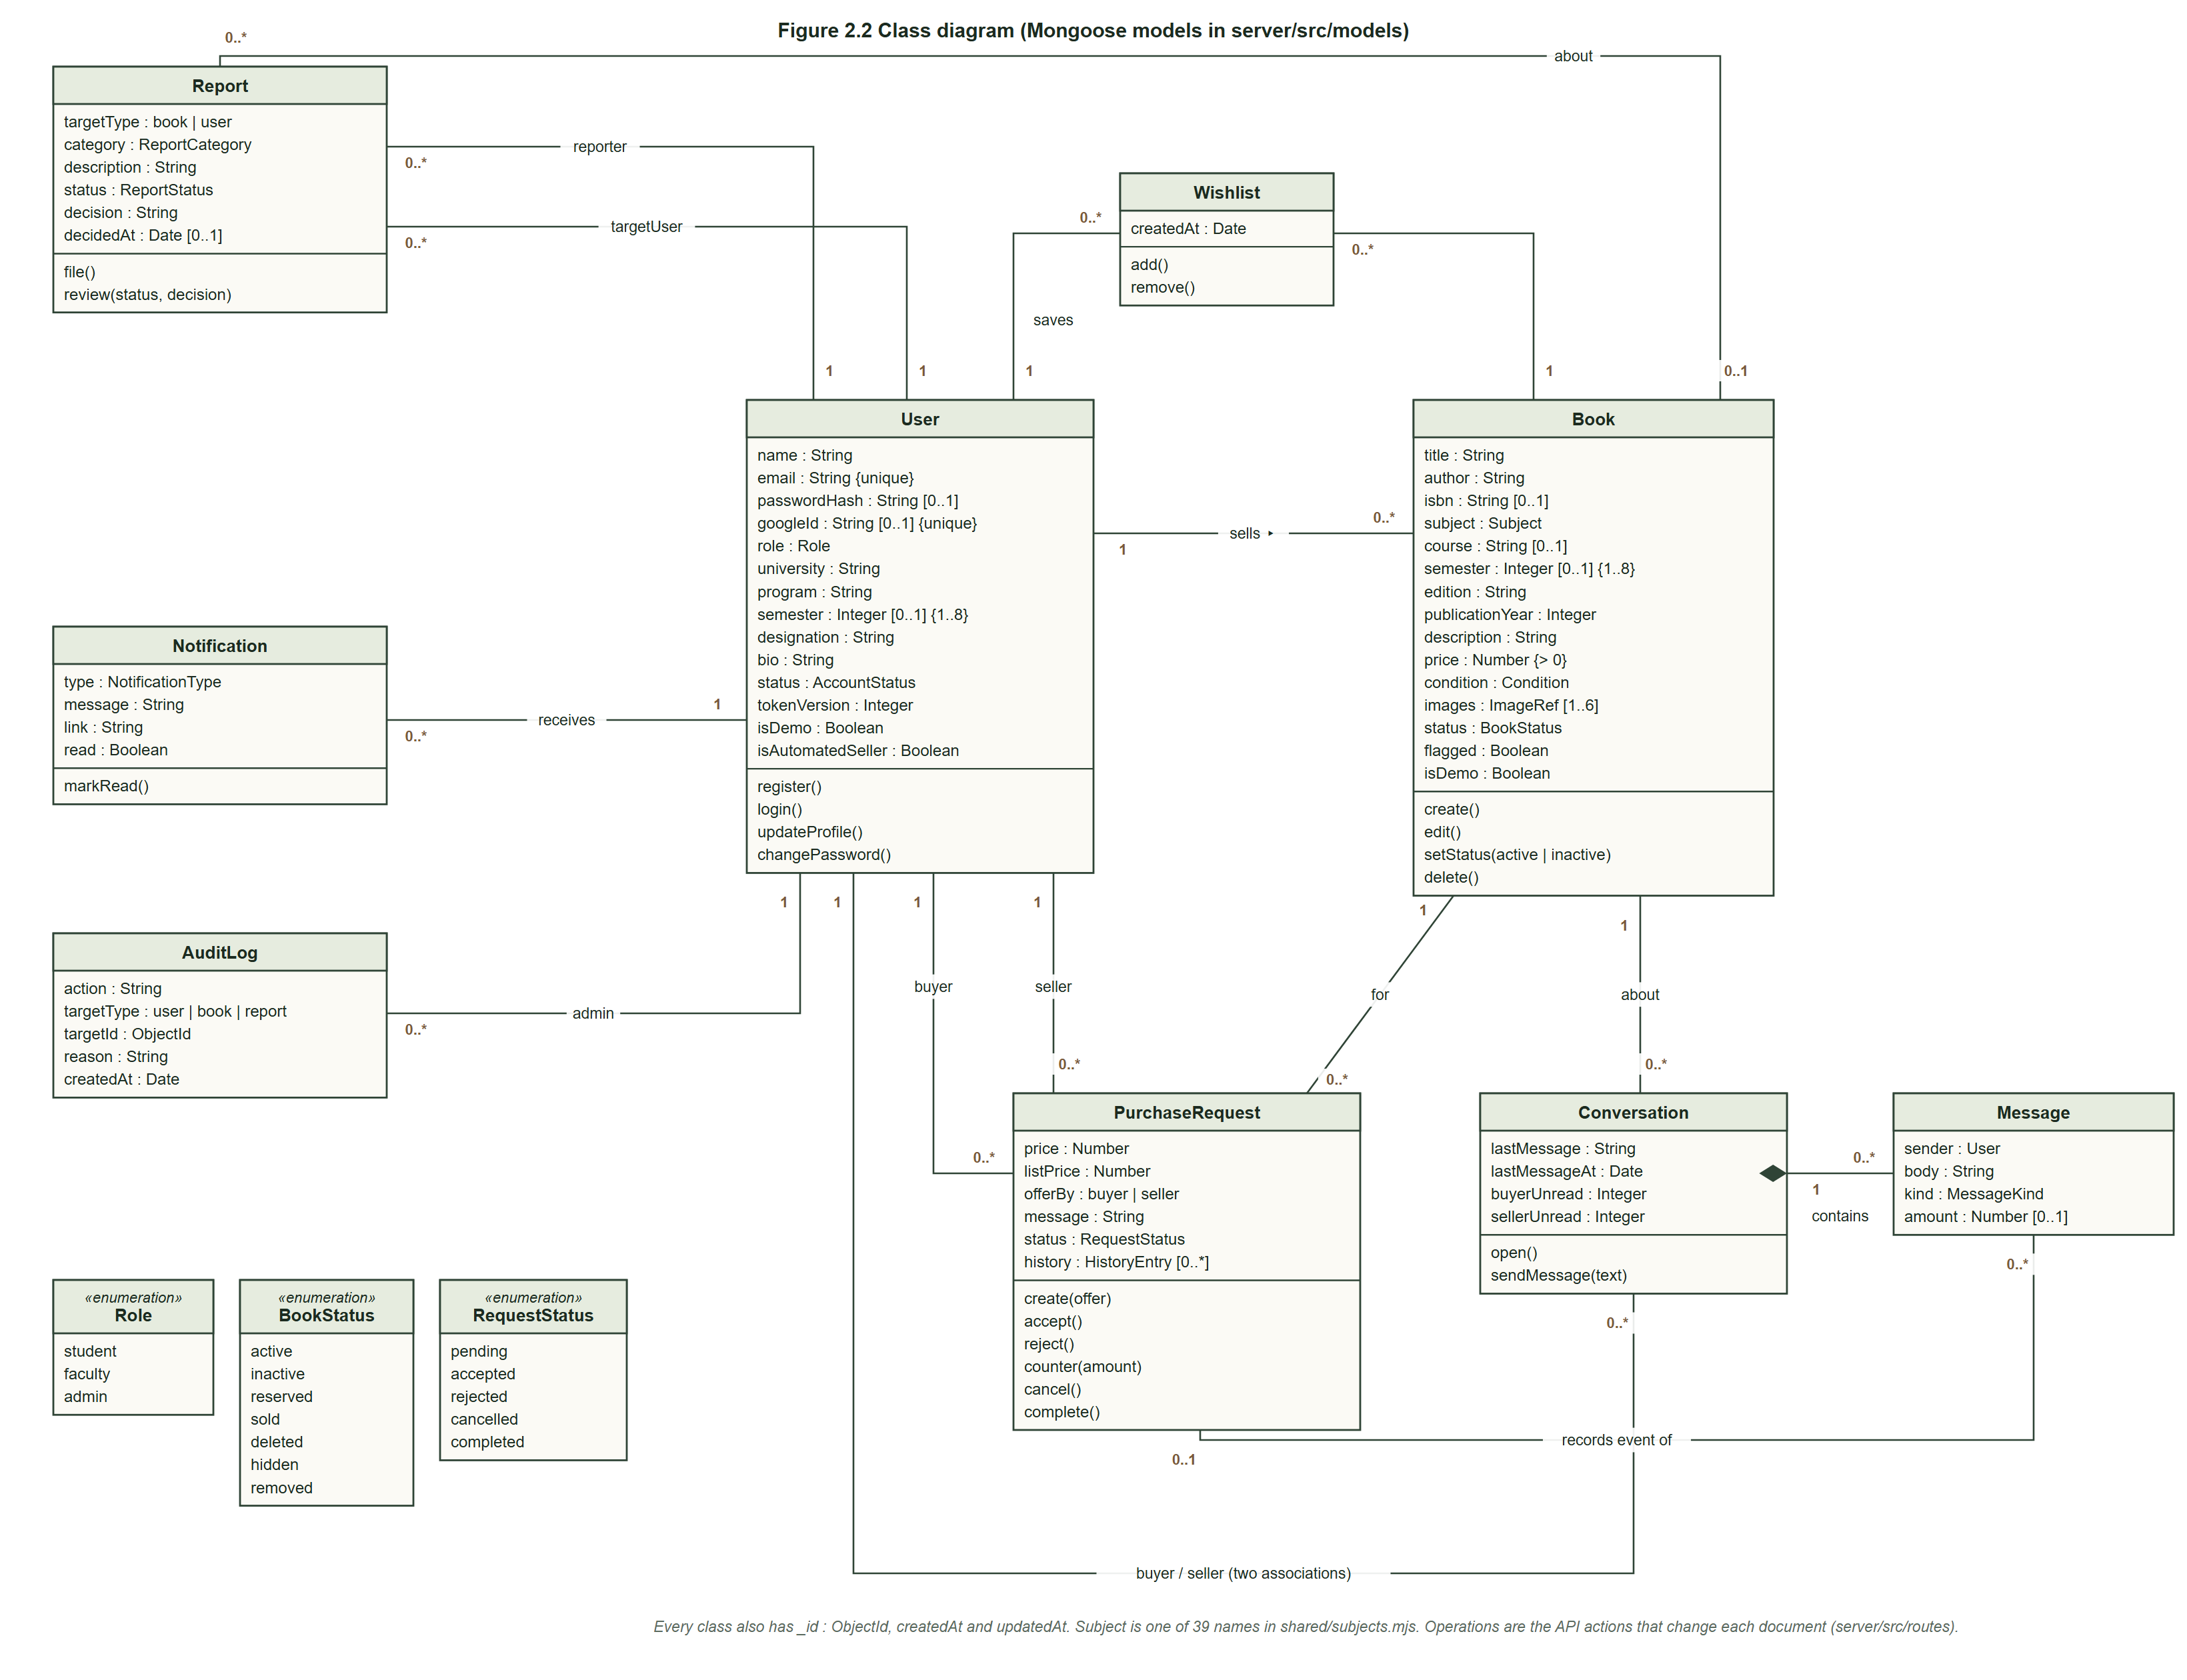 Figure 2.2 Class diagram (Mongoose models in server/src/models)
0..*
about
Report
targetType : book | user
category : ReportCategory
description : String
status : ReportStatus
decision : String
decidedAt : Date [0..1]
file()
review(status, decision)
reporter
0..*
targetUser
0..*
1
1
Wishlist
createdAt : Date
add()
remove()
0..*
0..*
saves
1
1
0..1
User
name : String
email : String {unique}
passwordHash : String [0..1]
googleId : String [0..1] {unique}
role : Role
university : String
program : String
semester : Integer [0..1] {1..8}
designation : String
bio : String
status : AccountStatus
tokenVersion : Integer
isDemo : Boolean
isAutomatedSeller : Boolean
register()
login()
updateProfile()
changePassword()
sells ▸
0..*
1
Book
title : String
author : String
isbn : String [0..1]
subject : Subject
course : String [0..1]
semester : Integer [0..1] {1..8}
edition : String
publicationYear : Integer
description : String
price : Number {> 0}
condition : Condition
images : ImageRef [1..6]
status : BookStatus
flagged : Boolean
isDemo : Boolean
create()
edit()
setStatus(active | inactive)
delete()
Notification
type : NotificationType
message : String
link : String
read : Boolean
markRead()
receives
1
0..*
AuditLog
action : String
targetType : user | book | report
targetId : ObjectId
reason : String
createdAt : Date
admin
0..*
1
1
1
1
buyer
seller
0..*
0..*
1
for
0..*
1
about
0..*
PurchaseRequest
price : Number
listPrice : Number
offerBy : buyer | seller
message : String
status : RequestStatus
history : HistoryEntry [0..*]
create(offer)
accept()
reject()
counter(amount)
cancel()
complete()
Conversation
lastMessage : String
lastMessageAt : Date
buyerUnread : Integer
sellerUnread : Integer
open()
sendMessage(text)
0..*
1
contains
Message
sender : User
body : String
kind : MessageKind
amount : Number [0..1]
0..*
0..*
records event of
0..1
«enumeration»
Role
student
faculty
admin
«enumeration»
BookStatus
active
inactive
reserved
sold
deleted
hidden
removed
«enumeration»
RequestStatus
pending
accepted
rejected
cancelled
completed
buyer / seller (two associations)
Every class also has _id : ObjectId, createdAt and updatedAt. Subject is one of 39 names in shared/subjects.mjs. Operations are the API actions that change each document (server/src/routes).